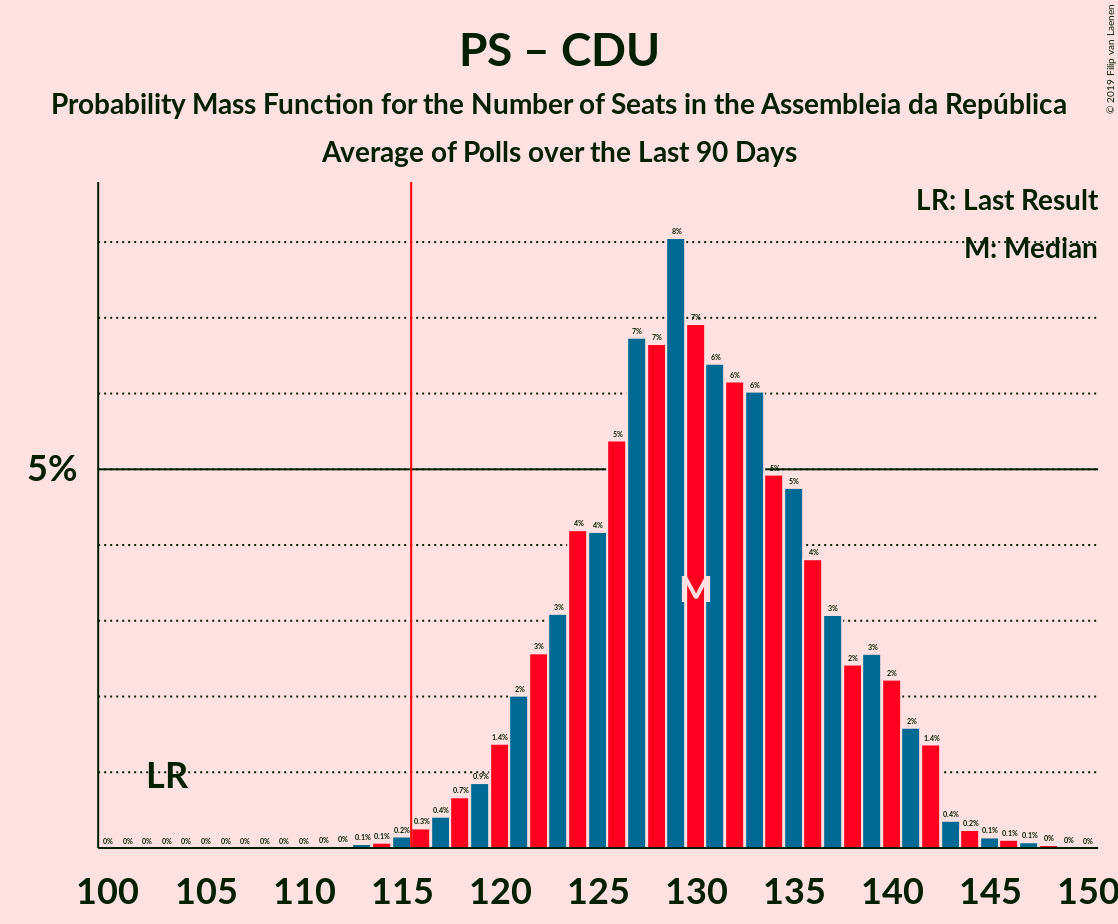 PS – CDU
Probability Mass Function for the Number of Seats in the Assembleia da República
Average of Polls over the Last 90 Days
© 2019 Filip van Laenen
LR: Last Result
M: Median
5%
LR
M
0% 0% 0% 0% 0% 0% 0% 0% 0% 0% 0% 0% 0% 0.1% 0.1% 0.2% 0.3% 0.4% 0.7% 0.9% 1.4% 2% 3% 3% 4% 4% 5% 7% 7% 8% 7% 6% 6% 6% 5% 5% 4% 3% 2% 3% 2% 2% 1.4% 0.4% 0.2% 0.1% 0.1% 0.1% 0% 0% 0%
100 105 110 115 120 125 130 135 140 145 150